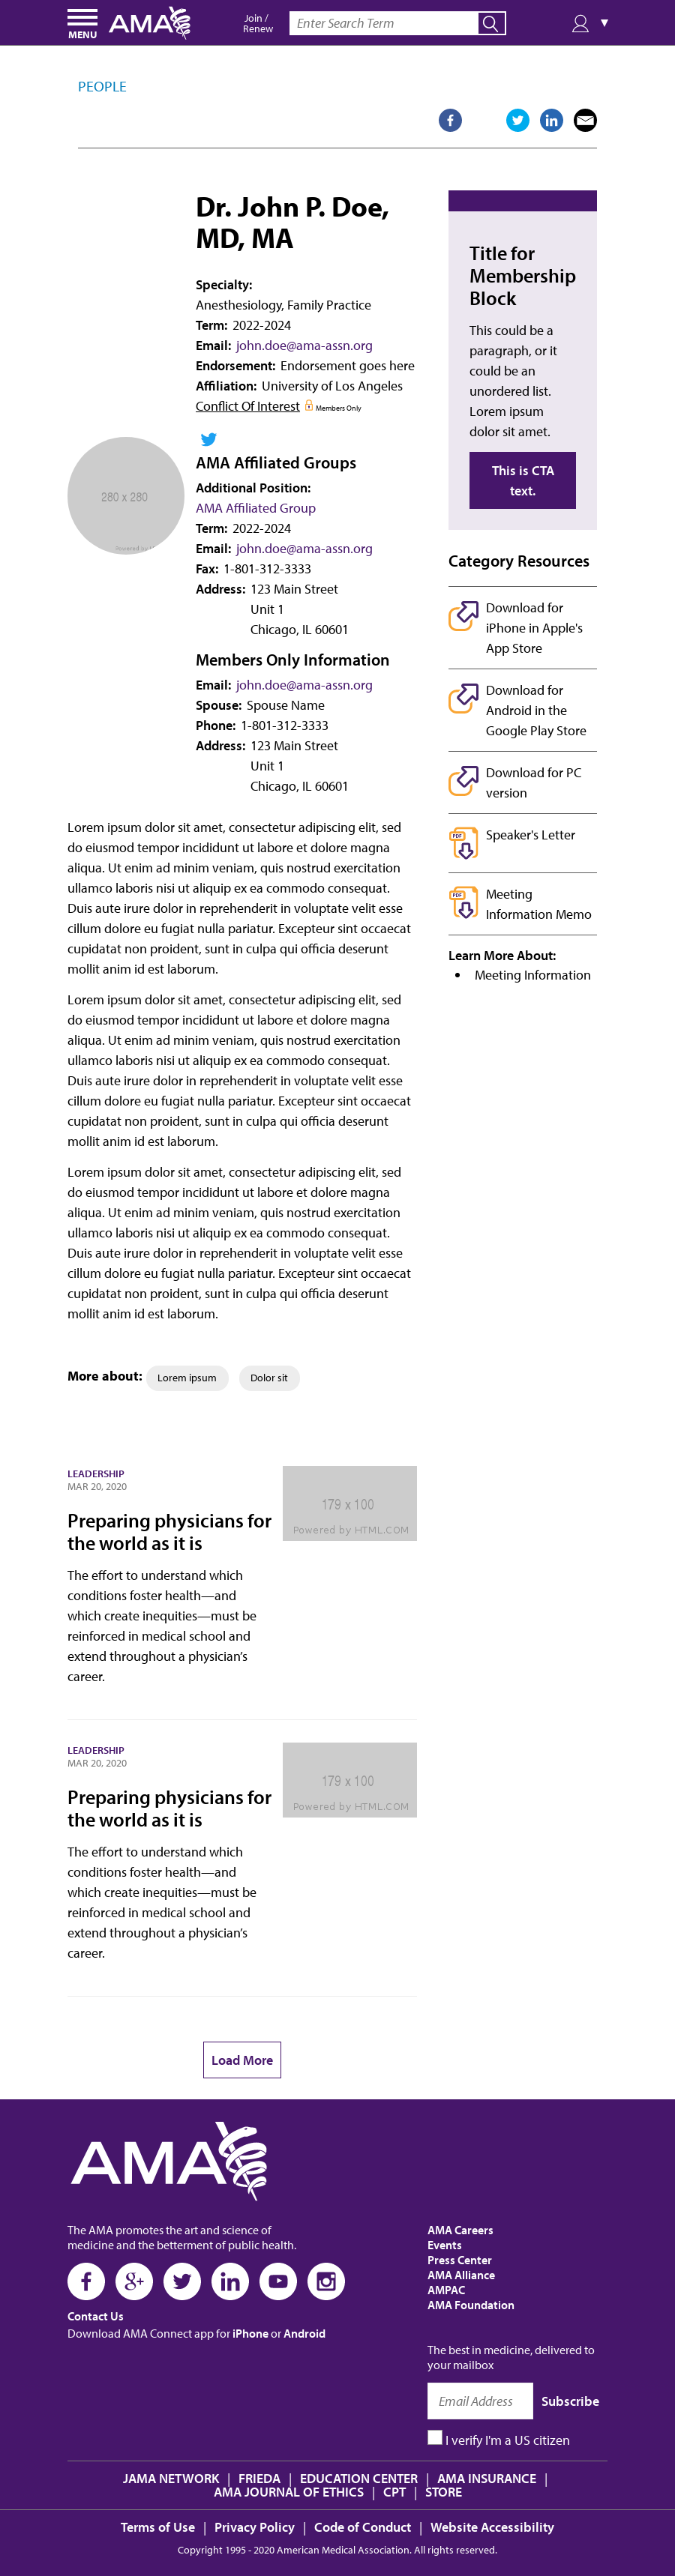 MENU
AMA
Join /
Renew
Enter Search Term
PEOPLE
Dr. John P. Doe,
MD, MA
Specialty:
Anesthesiology, Family Practice
Term: 2022-2024
Email: john.doe@ama-assn.org
Endorsement: Endorsement goes here
Affiliation: University of Los Angeles
Conflict Of Interest Members Only
280 x 280
AMA Affiliated Groups
Additional Position:
AMA Affiliated Group
Term: 2022-2024
Email: john.doe@ama-assn.org
Fax: 1-801-312-3333
Address: 123 Main Street
Unit 1
Chicago, IL 60601
Members Only Information
Email: john.doe@ama-assn.org
Spouse: Spouse Name
Phone: 1-801-312-3333
Address: 123 Main Street
Unit 1
Chicago, IL 60601
Lorem ipsum dolor sit amet, consectetur adipiscing elit, sed
do eiusmod tempor incididunt ut labore et dolore magna
aliqua. Ut enim ad minim veniam, quis nostrud exercitation
ullamco laboris nisi ut aliquip ex ea commodo consequat.
Duis aute irure dolor in reprehenderit in voluptate velit esse
cillum dolore eu fugiat nulla pariatur. Excepteur sint occaecat
cupidatat non proident, sunt in culpa qui officia deserunt
mollit anim id est laborum.
Lorem ipsum dolor sit amet, consectetur adipiscing elit, sed
do eiusmod tempor incididunt ut labore et dolore magna
aliqua. Ut enim ad minim veniam, quis nostrud exercitation
ullamco laboris nisi ut aliquip ex ea commodo consequat.
Duis aute irure dolor in reprehenderit in voluptate velit esse
cillum dolore eu fugiat nulla pariatur. Excepteur sint occaecat
cupidatat non proident, sunt in culpa qui officia deserunt
mollit anim id est laborum.
Lorem ipsum dolor sit amet, consectetur adipiscing elit, sed
do eiusmod tempor incididunt ut labore et dolore magna
aliqua. Ut enim ad minim veniam, quis nostrud exercitation
ullamco laboris nisi ut aliquip ex ea commodo consequat.
Duis aute irure dolor in reprehenderit in voluptate velit esse
cillum dolore eu fugiat nulla pariatur. Excepteur sint occaecat
cupidatat non proident, sunt in culpa qui officia deserunt
mollit anim id est laborum.
More about: Lorem ipsum Dolor sit
Title for
Membership
Block
This could be a
paragraph, or it
could be an
unordered list.
Lorem ipsum
dolor sit amet.
This is CTA
text.
Category Resources
Download for
iPhone in Apple's
App Store
Download for
Android in the
Google Play Store
Download for PC
version
PDF
Speaker's Letter
PDF
Meeting
Information Memo
Learn More About:
• Meeting Information
LEADERSHIP
MAR 20, 2020
Preparing physicians for
the world as it is
The effort to understand which
conditions foster health—and
which create inequities—must be
reinforced in medical school and
extend throughout a physician’s
career.
179 x 100
Powered by HTML.COM
LEADERSHIP
MAR 20, 2020
Preparing physicians for
the world as it is
The effort to understand which
conditions foster health—and
which create inequities—must be
reinforced in medical school and
extend throughout a physician’s
career.
179 x 100
Powered by HTML.COM
Load More
AMA
The AMA promotes the art and science of
medicine and the betterment of public health.
Contact Us
Download AMA Connect app for iPhone or Android
AMA Careers
Events
Press Center
AMA Alliance
AMPAC
AMA Foundation
The best in medicine, delivered to
your mailbox
Email Address Subscribe
I verify I'm a US citizen
JAMA NETWORK | FRIEDA | EDUCATION CENTER | AMA INSURANCE |
AMA JOURNAL OF ETHICS | CPT | STORE
Terms of Use | Privacy Policy | Code of Conduct | Website Accessibility
Copyright 1995 - 2020 American Medical Association. All rights reserved.